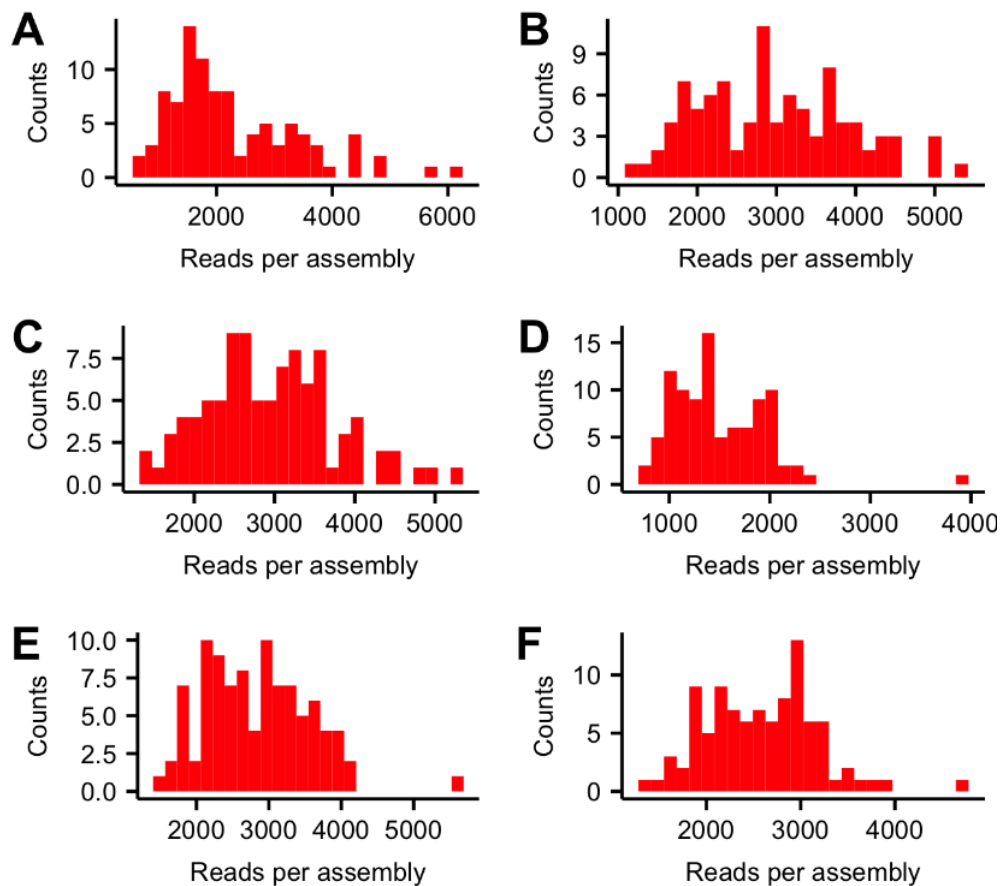 A
Counts
10
5
0
2000 4000 6000
Reads per assembly
B
Counts
9
6
3
0
1000 2000 3000 4000 5000
Reads per assembly
C
Counts
7.5
5.0
2.5
0.0
2000 3000 4000 5000
Reads per assembly
D
Counts
15
10
5
0
1000 2000 3000 4000
Reads per assembly
E
Counts
10.0
7.5
5.0
2.5
0.0
2000 3000 4000 5000
Reads per assembly
F
Counts
10
5
0
2000 3000 4000
Reads per assembly